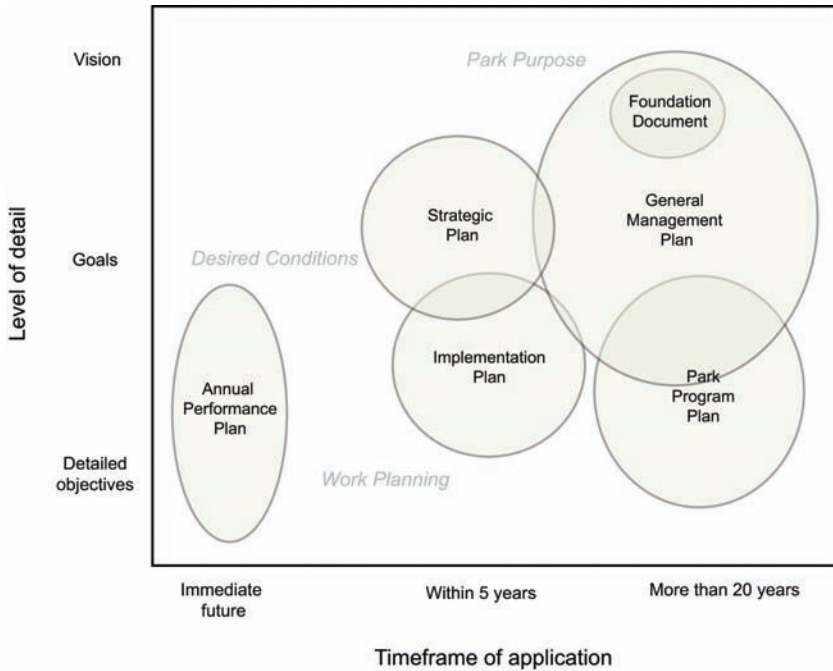 Vision
Park Purpose
Foundation
Document
Strategic
Plan
General
Management
Plan
Level of detail
Goals
Desired Conditions
Implementation
Plan
Annual
Performance
Plan
Park
Program
Plan
Detailed
objectives
Work Planning
Immediate
future
Within 5 years
More than 20 years
Timeframe of application